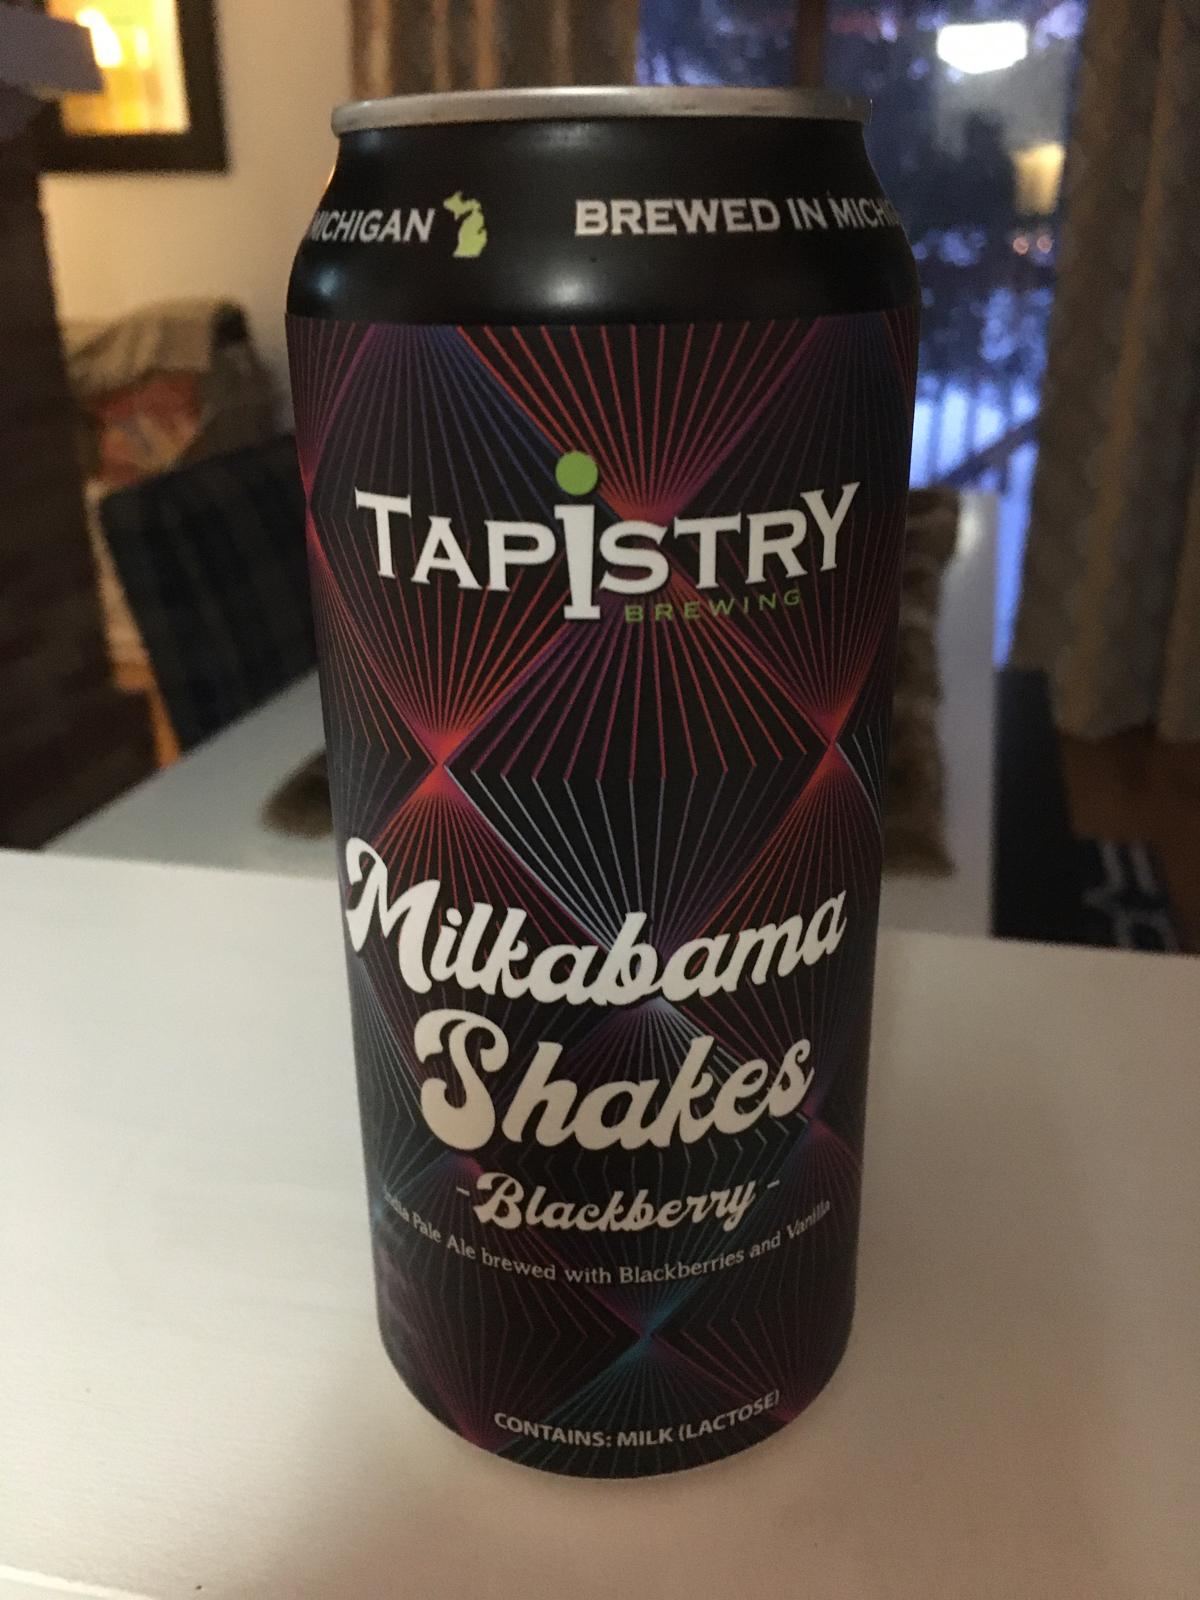 MICHIGAN
BREWED IN MICHI
TAPiSTRY
BREWING
Milkabama
Shakes
-Blackberry-
India Pale Ale brewed with Blackberries and Vanilla
CONTAINS: MILK (LACTOSE)